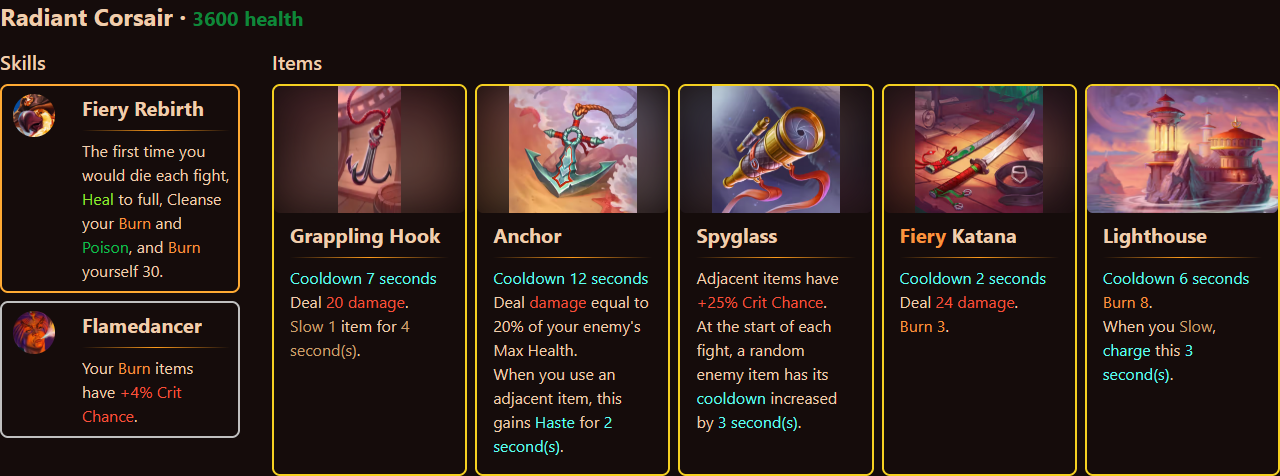 Radiant Corsair · 3600 health
Skills
Fiery Rebirth
The first time you
would die each fight,
Heal to full, Cleanse
your Burn and
Poison, and Burn
yourself 30.
Flamedancer
Your Burn items
have +4% Crit
Chance.
Items
Grappling Hook
Cooldown 7 seconds
Deal 20 damage.
Slow 1 item for 4
second(s).
Anchor
Cooldown 12 seconds
Deal damage equal to
20% of your enemy's
Max Health.
When you use an
adjacent item, this
gains Haste for 2
second(s).
Spyglass
Adjacent items have
+25% Crit Chance.
At the start of each
fight, a random
enemy item has its
cooldown increased
by 3 second(s).
Fiery Katana
Cooldown 2 seconds
Deal 24 damage.
Burn 3.
Lighthouse
Cooldown 6 seconds
Burn 8.
When you Slow,
charge this 3
second(s).